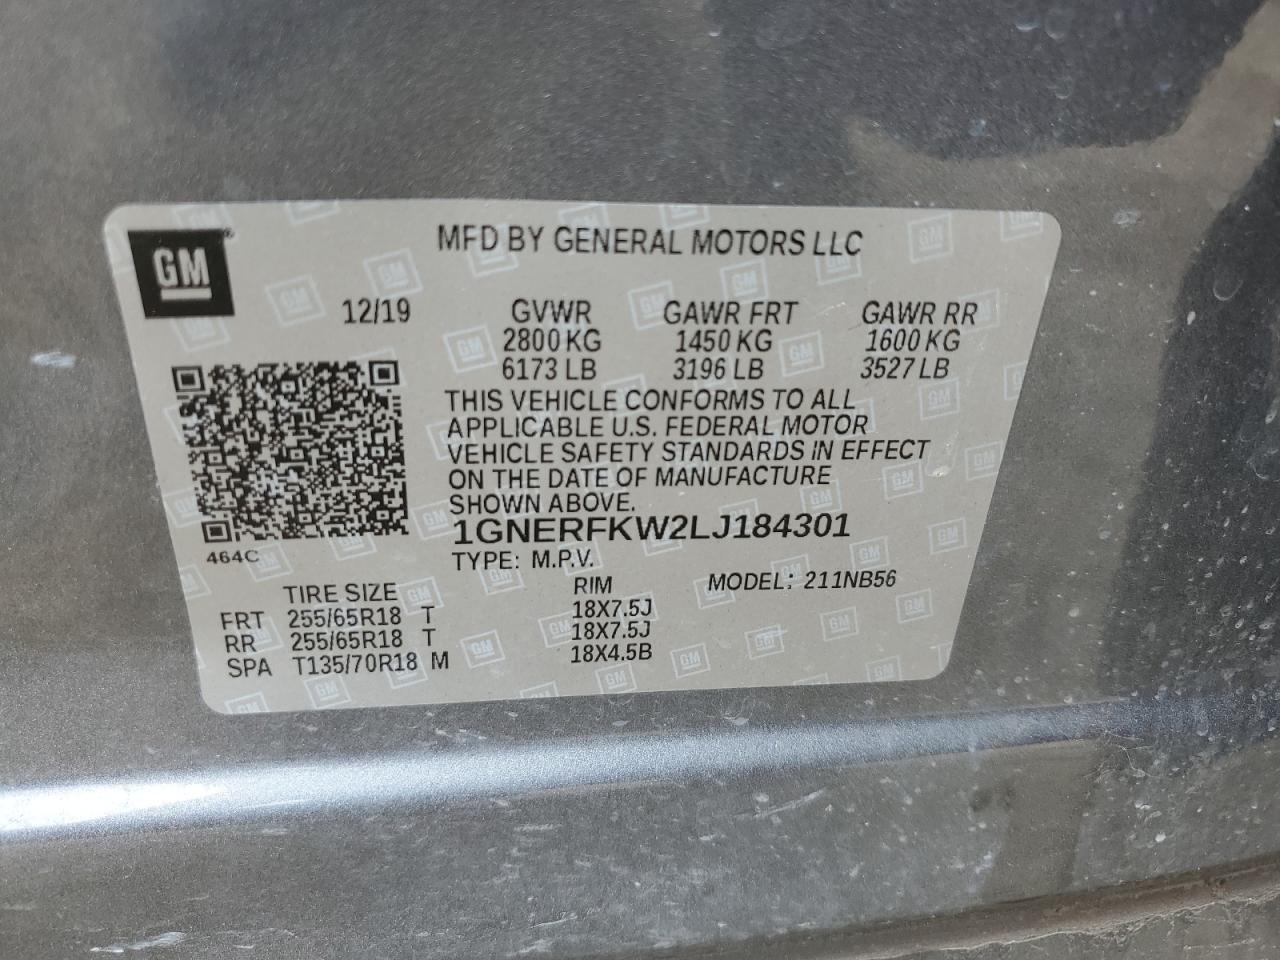 GM
MFD BY GENERAL MOTORS LLC
12/19 GVWR GAWR FRT GAWR RR
2800 KG 1450 KG 1600 KG
6173 LB 3196 LB 3527 LB
THIS VEHICLE CONFORMS TO ALL
APPLICABLE U.S. FEDERAL MOTOR
VEHICLE SAFETY STANDARDS IN EFFECT
ON THE DATE OF MANUFACTURE
SHOWN ABOVE.
1GNERFKW2LJ184301
464C
TYPE: M.P.V.
MODEL: 211NB56
TIRE SIZE RIM
FRT 255/65R18 T 18X7.5J
RR 255/65R18 T 18X7.5J
SPA T135/70R18 M 18X4.5B